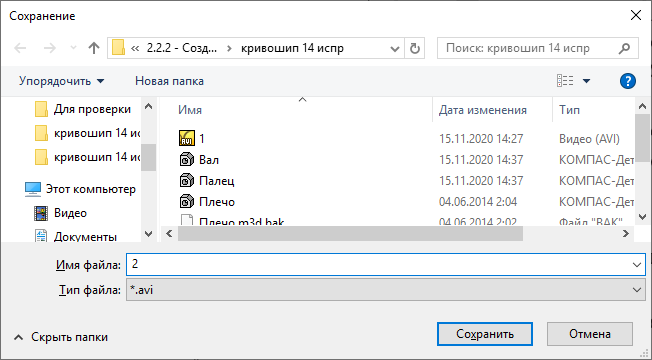 Сохранение
« 2.2.2 - Созд... › кривошип 14 испр
Поиск: кривошип 14 испр
Упорядочить Новая папка
Для проверки
кривошип 14 ис
кривошип 14 ис
Этот компьютер
Видео
Документы
Имя Дата изменения Тип
1 15.11.2020 14:27 Видео (AVI)
Вал 15.11.2020 14:37 КОМПАС-Дет
Палец 15.11.2020 14:37 КОМПАС-Дет
Плечо 04.06.2014 2:04 КОМПАС-Дет
Плечо.m3d.bak 04.06.2014 2:02 Файл "BAK"
Имя файла: 2
Тип файла: *.avi
Скрыть папки
Сохранить Отмена